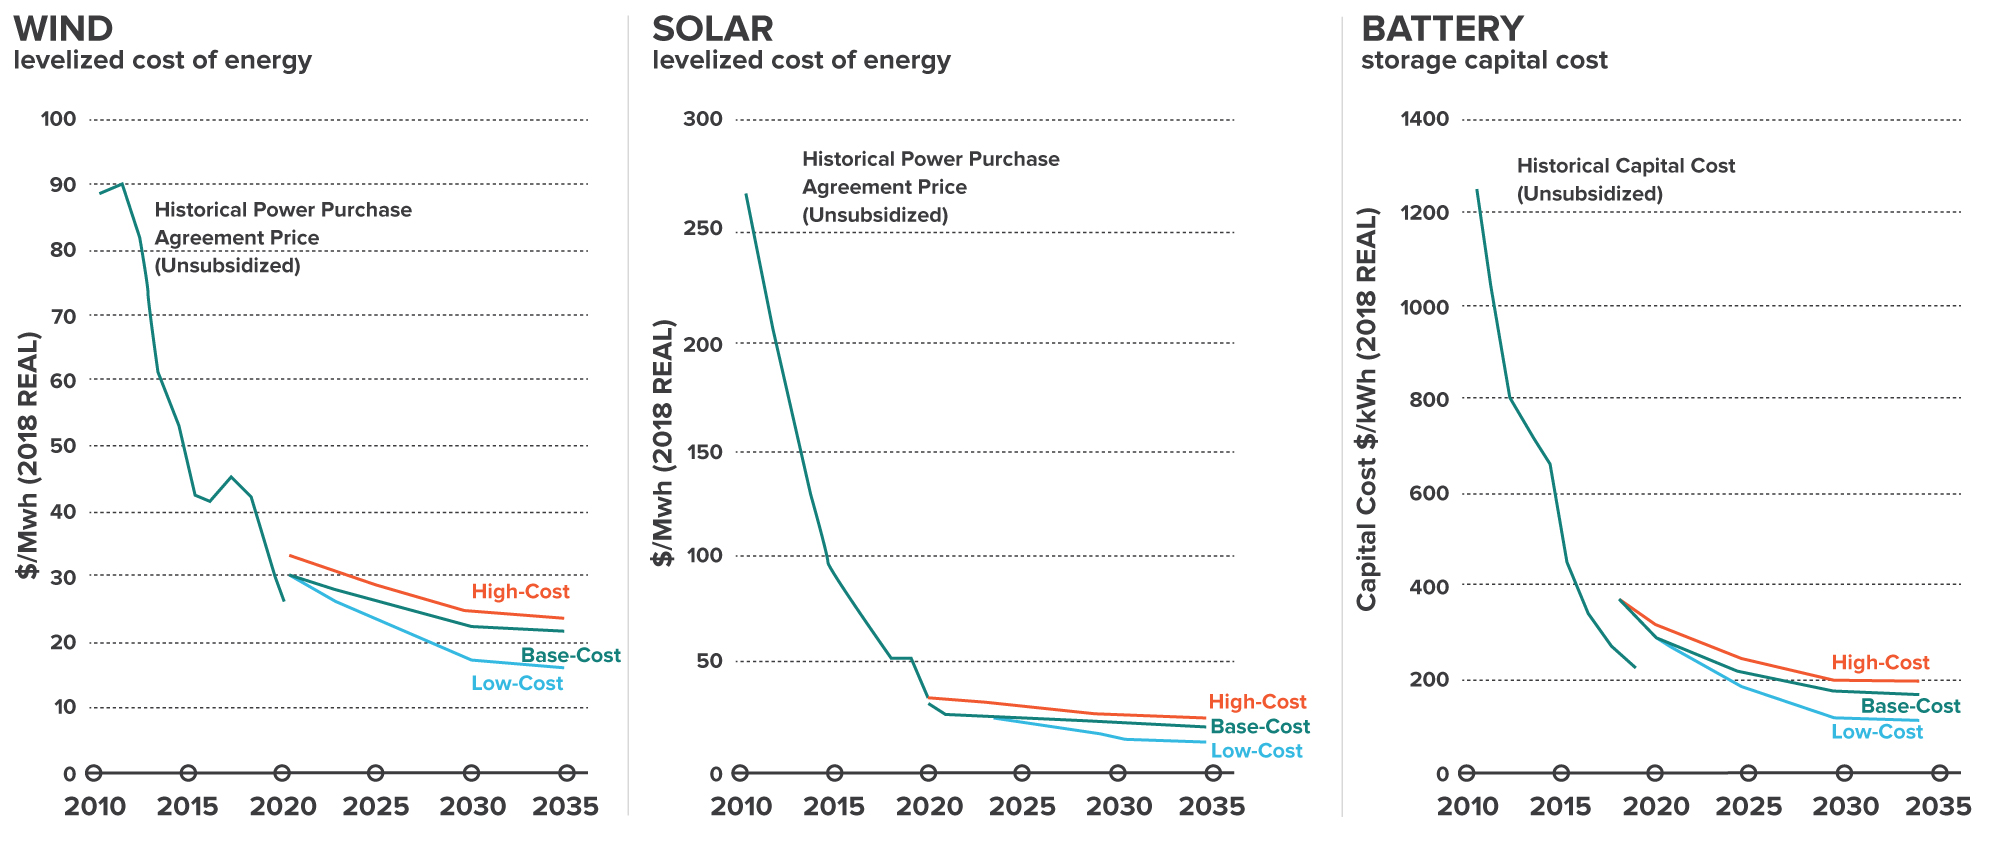 WIND
levelized cost of energy
$/Mwh (2018 REAL)
100
90
80
70
60
50
40
30
20
10
0
Historical Power Purchase
Agreement Price
(Unsubsidized)
High-Cost
Base-Cost
Low-Cost
2010 2015 2020 2025 2030 2035
SOLAR
levelized cost of energy
$/Mwh (2018 REAL)
300
250
200
150
100
50
0
Historical Power Purchase
Agreement Price
(Unsubsidized)
High-Cost
Base-Cost
Low-Cost
2010 2015 2020 2025 2030 2035
BATTERY
storage capital cost
Capital Cost $/kWh (2018 REAL)
1400
1200
1000
800
600
400
200
0
Historical Capital Cost
(Unsubsidized)
High-Cost
Base-Cost
Low-Cost
2010 2015 2020 2025 2030 2035